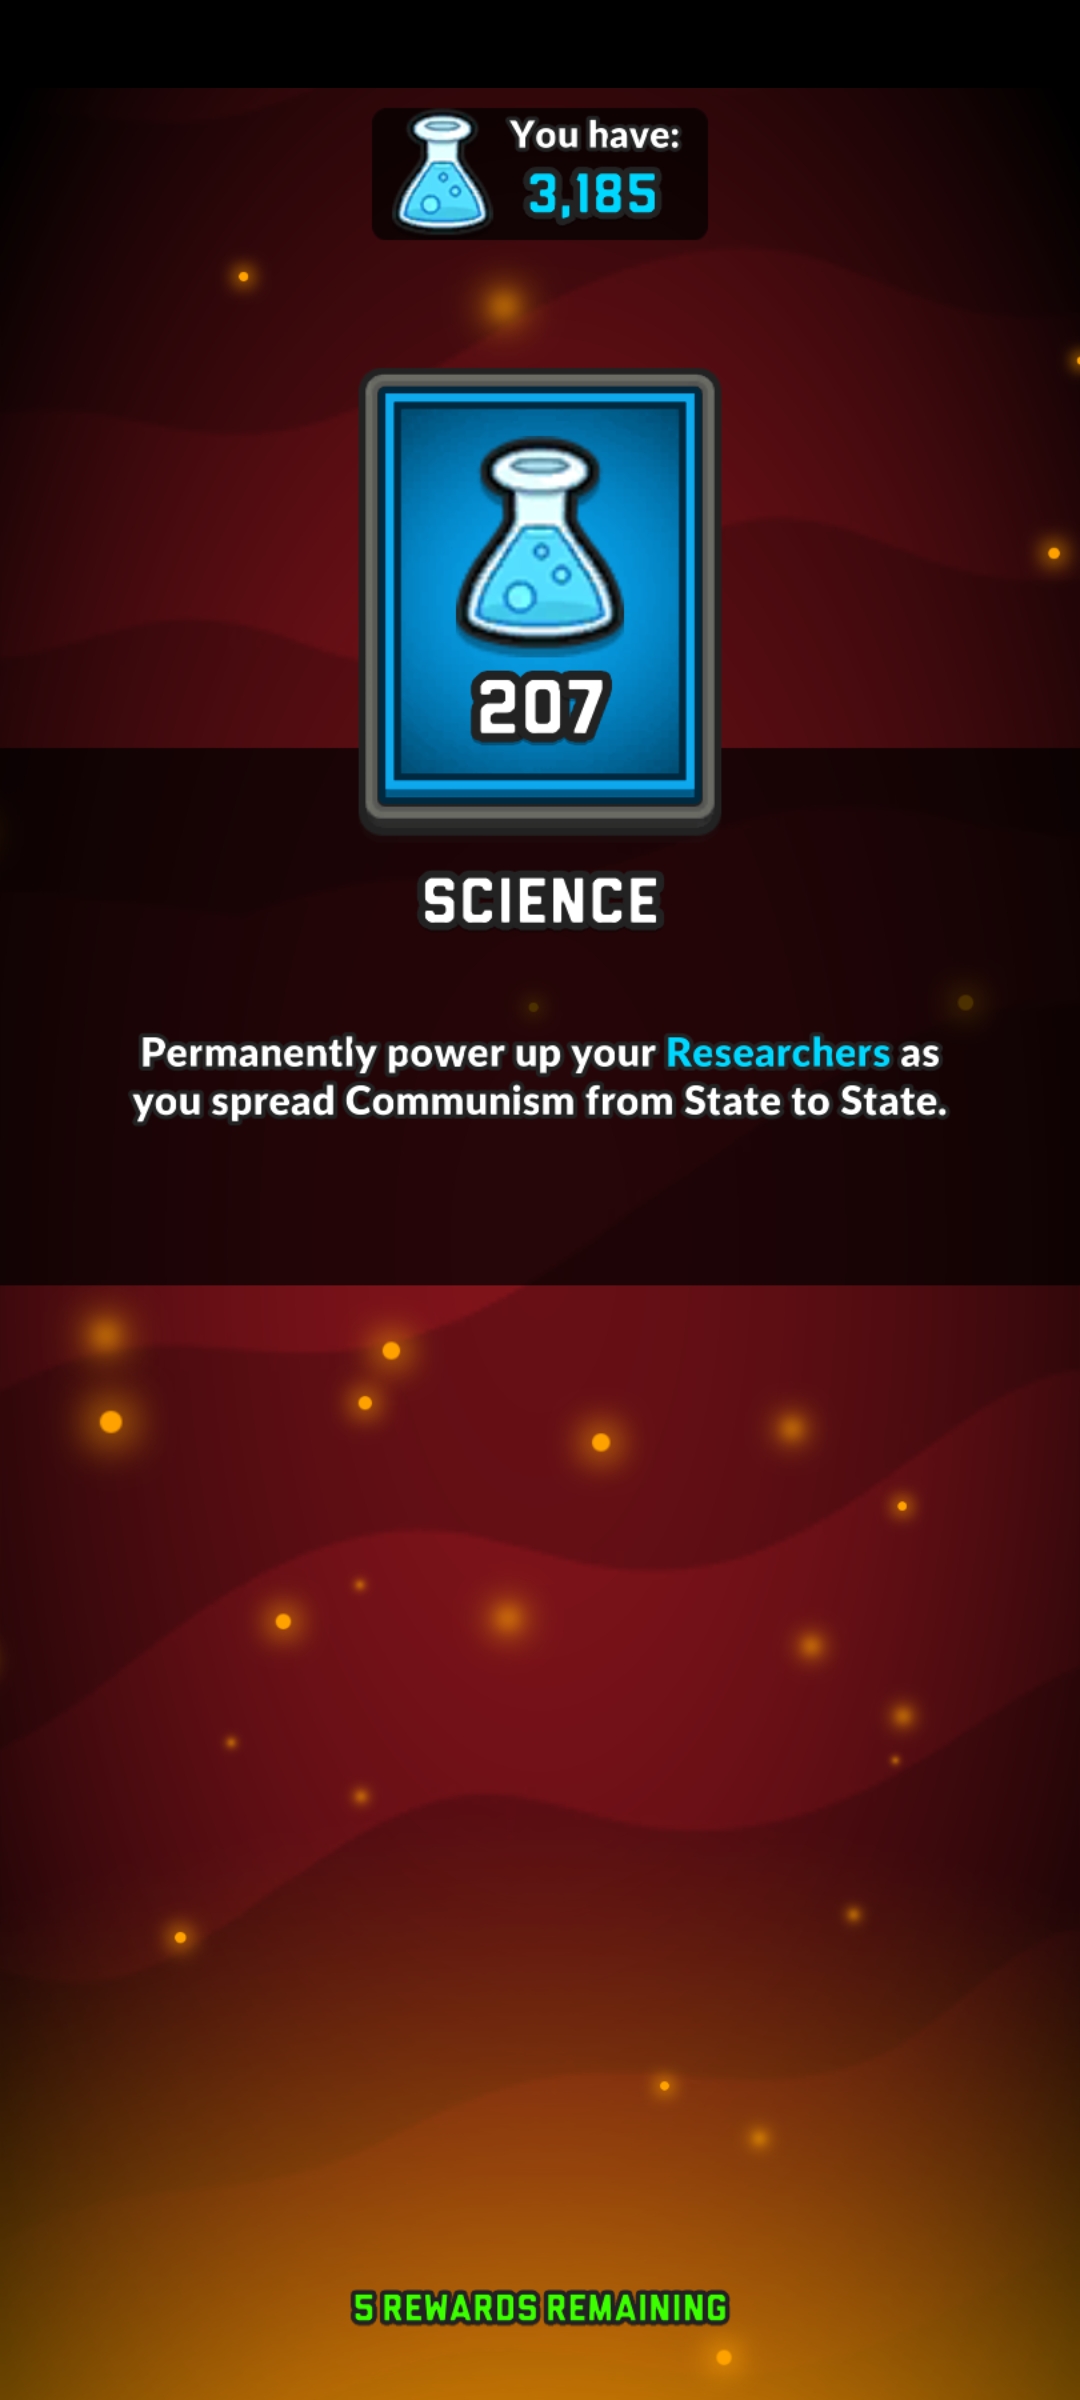 You have:
3,185
207
SCIENCE
Permanently power up your Researchers as
you spread Communism from State to State.
5 REWARDS REMAINING